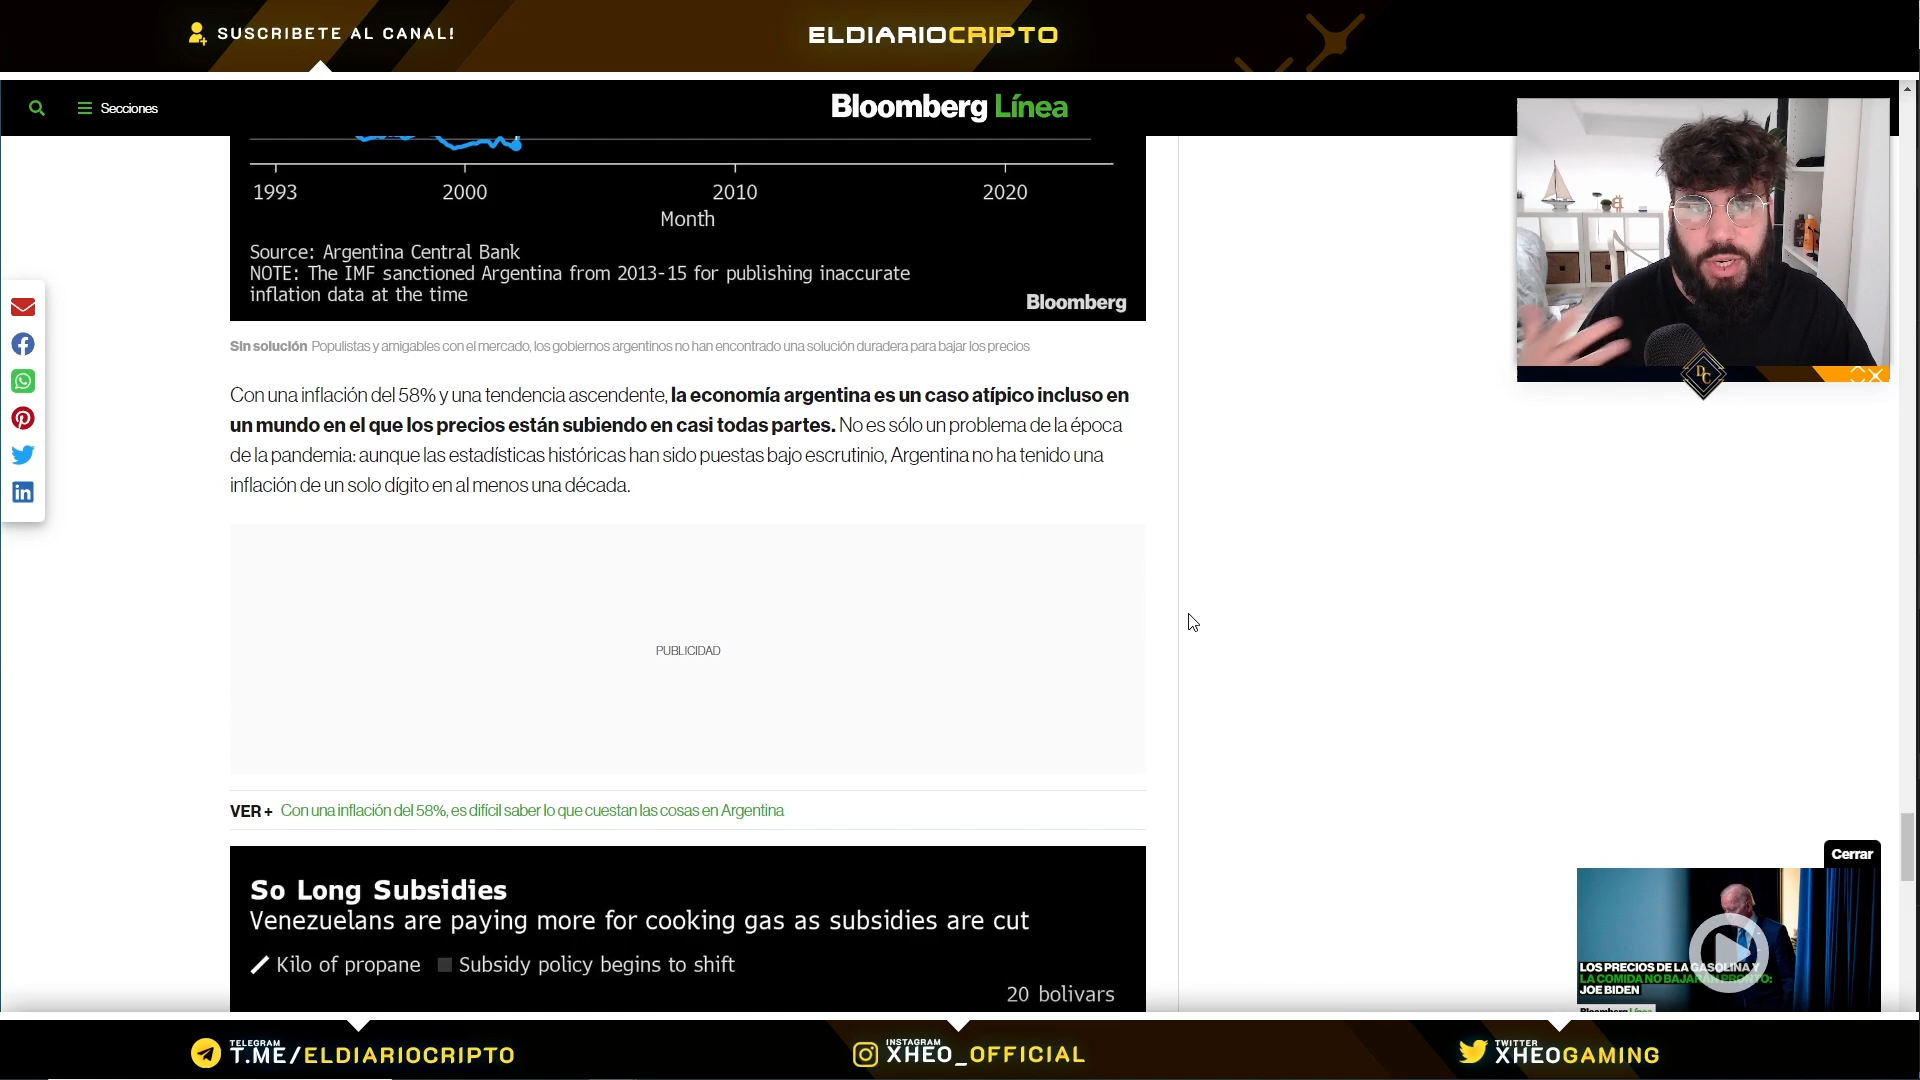 SUSCRIBETE AL CANAL!
ELDIARIOCRIPTO
Secciones
Bloomberg Línea
1993
2000
2010
2020
Month
Source: Argentina Central Bank
NOTE: The IMF sanctioned Argentina from 2013-15 for publishing inaccurate
inflation data at the time
Bloomberg
Sin solución Populistas y amigables con el mercado, los gobiernos argentinos no han encontrado una solución duradera para bajar los precios
Con una inflación del 58% y una tendencia ascendente, la economía argentina es un caso atípico incluso en
un mundo en el que los precios están subiendo en casi todas partes. No es sólo un problema de la época
de la pandemia: aunque las estadísticas históricas han sido puestas bajo escrutinio, Argentina no ha tenido una
inflación de un solo dígito en al menos una década.
PUBLICIDAD
VER + Con una inflación del 58%, es difícil saber lo que cuestan las cosas en Argentina
So Long Subsidies
Venezuelans are paying more for cooking gas as subsidies are cut
Kilo of propane Subsidy policy begins to shift
20 bolivars
DC
Cerrar
LOS PRECIOS DE LA GASOLINA Y
LA COMIDA NO BAJARÁN PRONTO:
JOE BIDEN
Bloomberg Línea
TELEGRAM
T.ME/ELDIARIOCRIPTO
INSTAGRAM
XHEO_OFFICIAL
TWITTER
XHEOGAMING